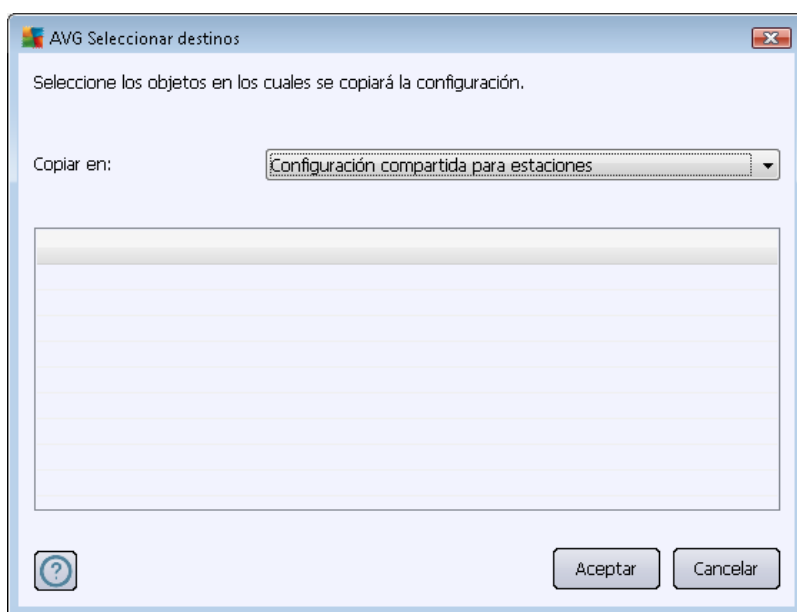 AVG Seleccionar destinos
Seleccione los objetos en los cuales se copiará la configuración.
Copiar en: Configuración compartida para estaciones
?
Aceptar Cancelar